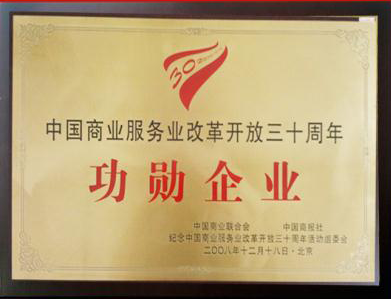 30
中国商业服务业改革开放三十周年
功勋企业
中国商业联合会 中国商报社
纪念中国商业服务业改革开放三十周年活动组委会
二00八年十二月十八日·北京